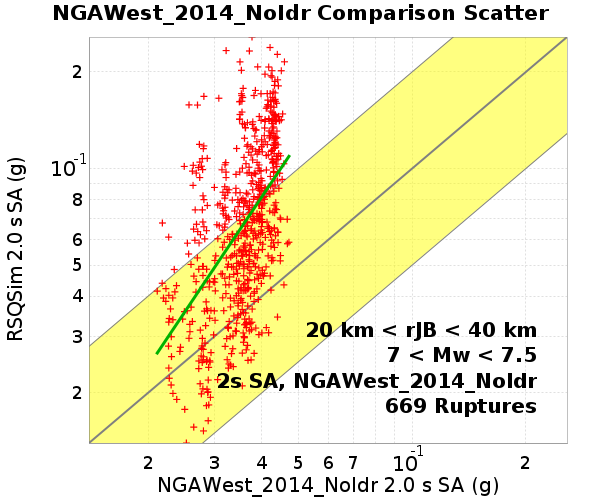 NGAWest_2014_NoIdr Comparison Scatter
RSQSim 2.0 s SA (g)
2
10-1
8
6
5
4
3
2
20 km < rJB < 40 km
7 < Mw < 7.5
2s SA, NGAWest_2014_NoIdr
669 Ruptures
2 3 4 5 6 7 10-1 2
NGAWest_2014_NoIdr 2.0 s SA (g)